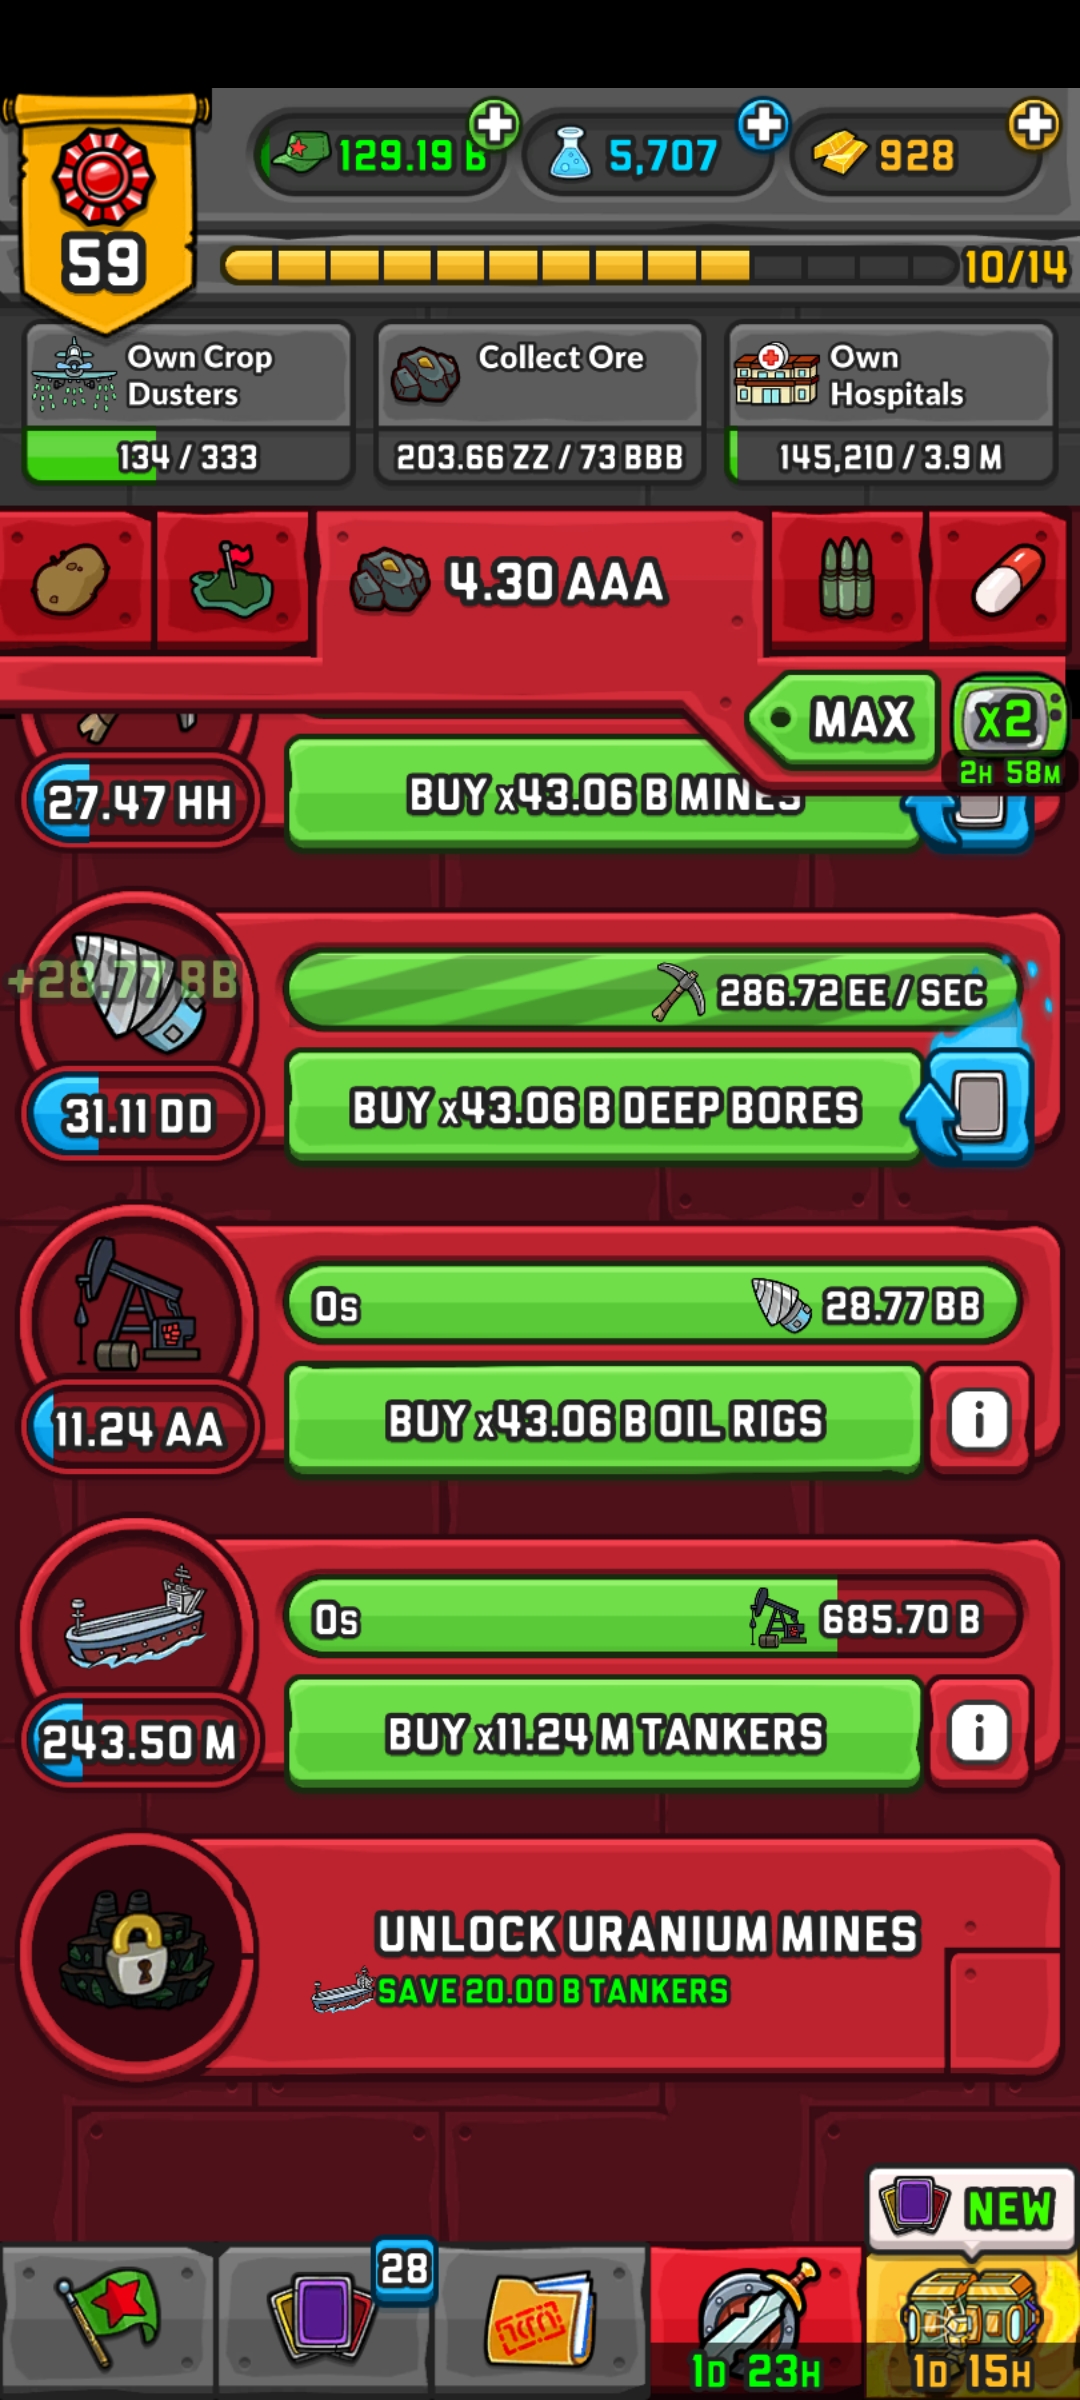 129.19 B
5,707
928
59
10/14
Own Crop
Dusters
134 / 333
Collect Ore
203.66 ZZ / 73 BBB
Own
Hospitals
145,210 / 3.9 M
4.30 AAA
MAX
x2
2H 58M
27.47 HH
BUY x43.06 B MINES
+28.77 BB
286.72 EE / SEC
31.11 DD
BUY x43.06 B DEEP BORES
0s
28.77 BB
11.24 AA
BUY x43.06 B OIL RIGS
i
0s
685.70 B
243.50 M
BUY x11.24 M TANKERS
i
UNLOCK URANIUM MINES
SAVE 20.00 B TANKERS
NEW
28
1D 23H
1D 15H